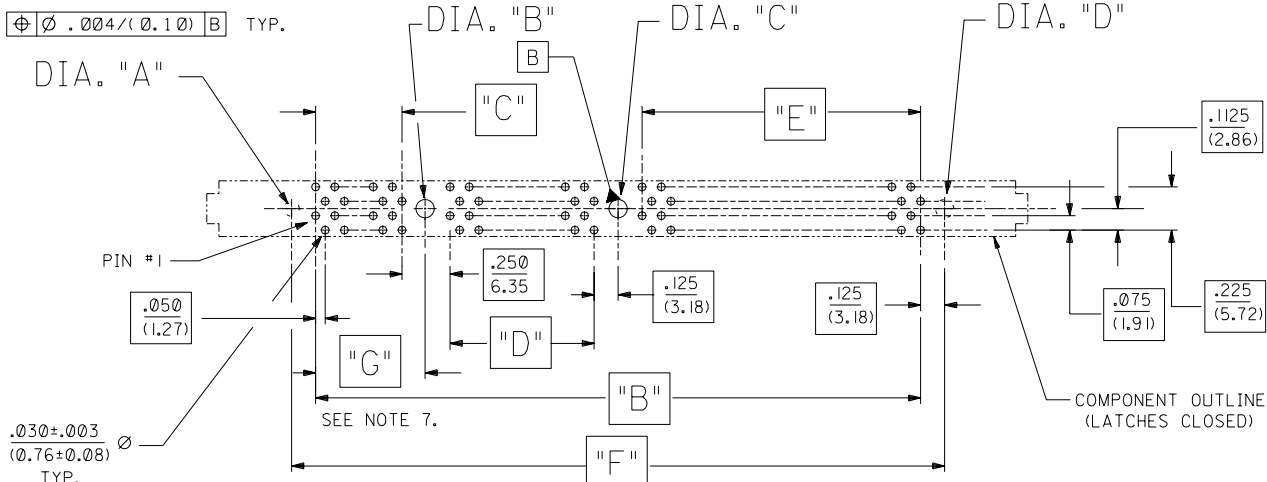 ⌖ Ø .004/(0.10) B TYP.
DIA. "B"
DIA. "C"
DIA. "D"
DIA. "A"
B
"C"
"E"
.1125
(2.86)
B
PIN #1
.250
6.35
.125
(3.18)
.125
(3.18)
.050
(1.27)
.075
(1.91)
.225
(5.72)
"G"
"D"
"B"
SEE NOTE 7.
COMPONENT OUTLINE
(LATCHES CLOSED)
.030±.003 Ø
(0.76±0.08)
TYP.
"F"